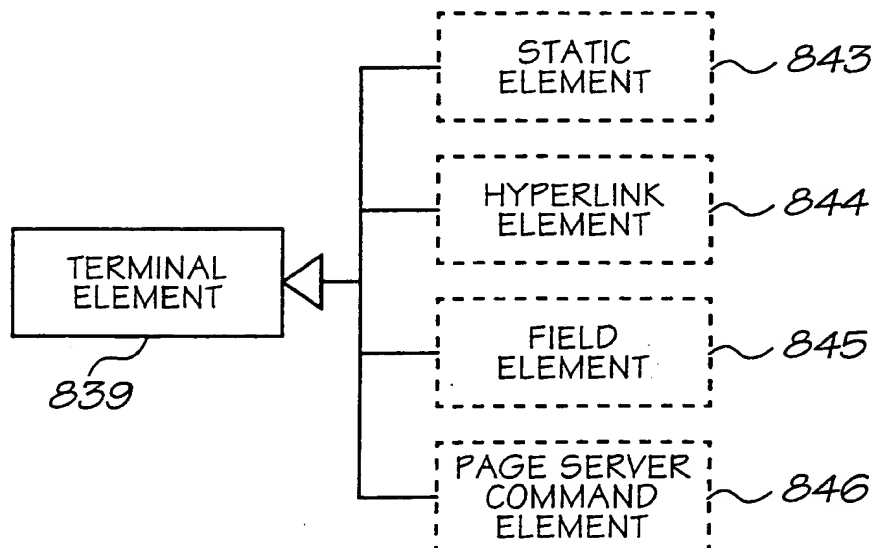 STATIC
ELEMENT
843
HYPERLINK
ELEMENT
844
TERMINAL
ELEMENT
839
FIELD
ELEMENT
845
PAGE SERVER
COMMAND
ELEMENT
846